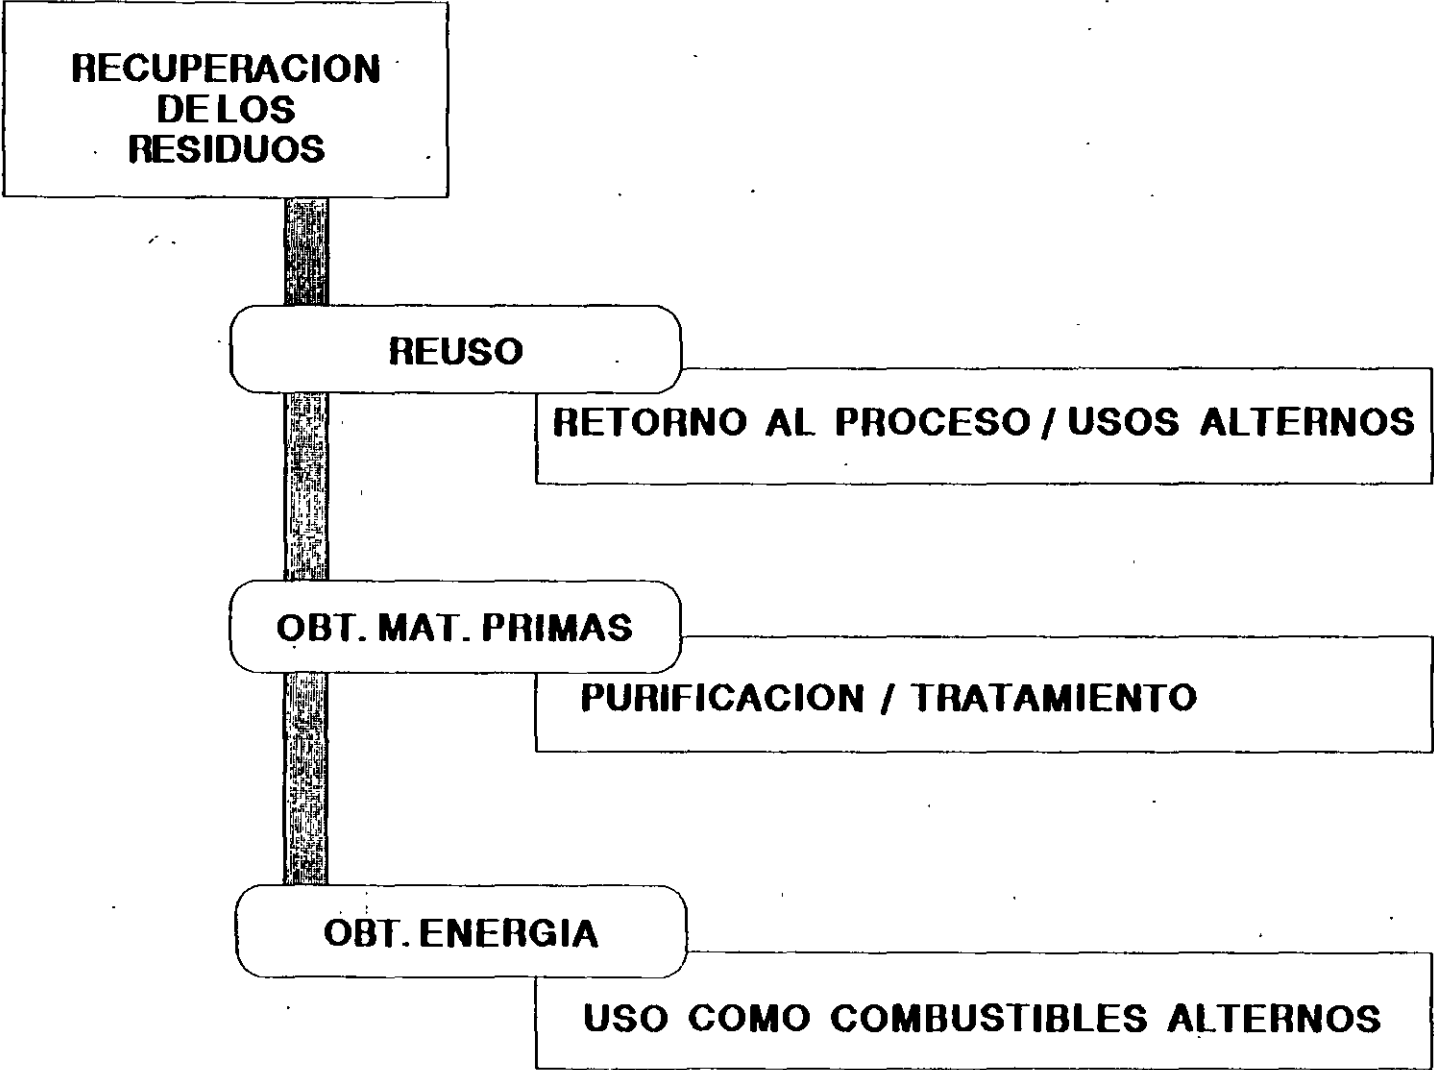 RECUPERACION
DE LOS
RESIDUOS
REUSO
RETORNO AL PROCESO / USOS ALTERNOS
OBT. MAT. PRIMAS
PURIFICACION / TRATAMIENTO
OBT. ENERGIA
USO COMO COMBUSTIBLES ALTERNOS